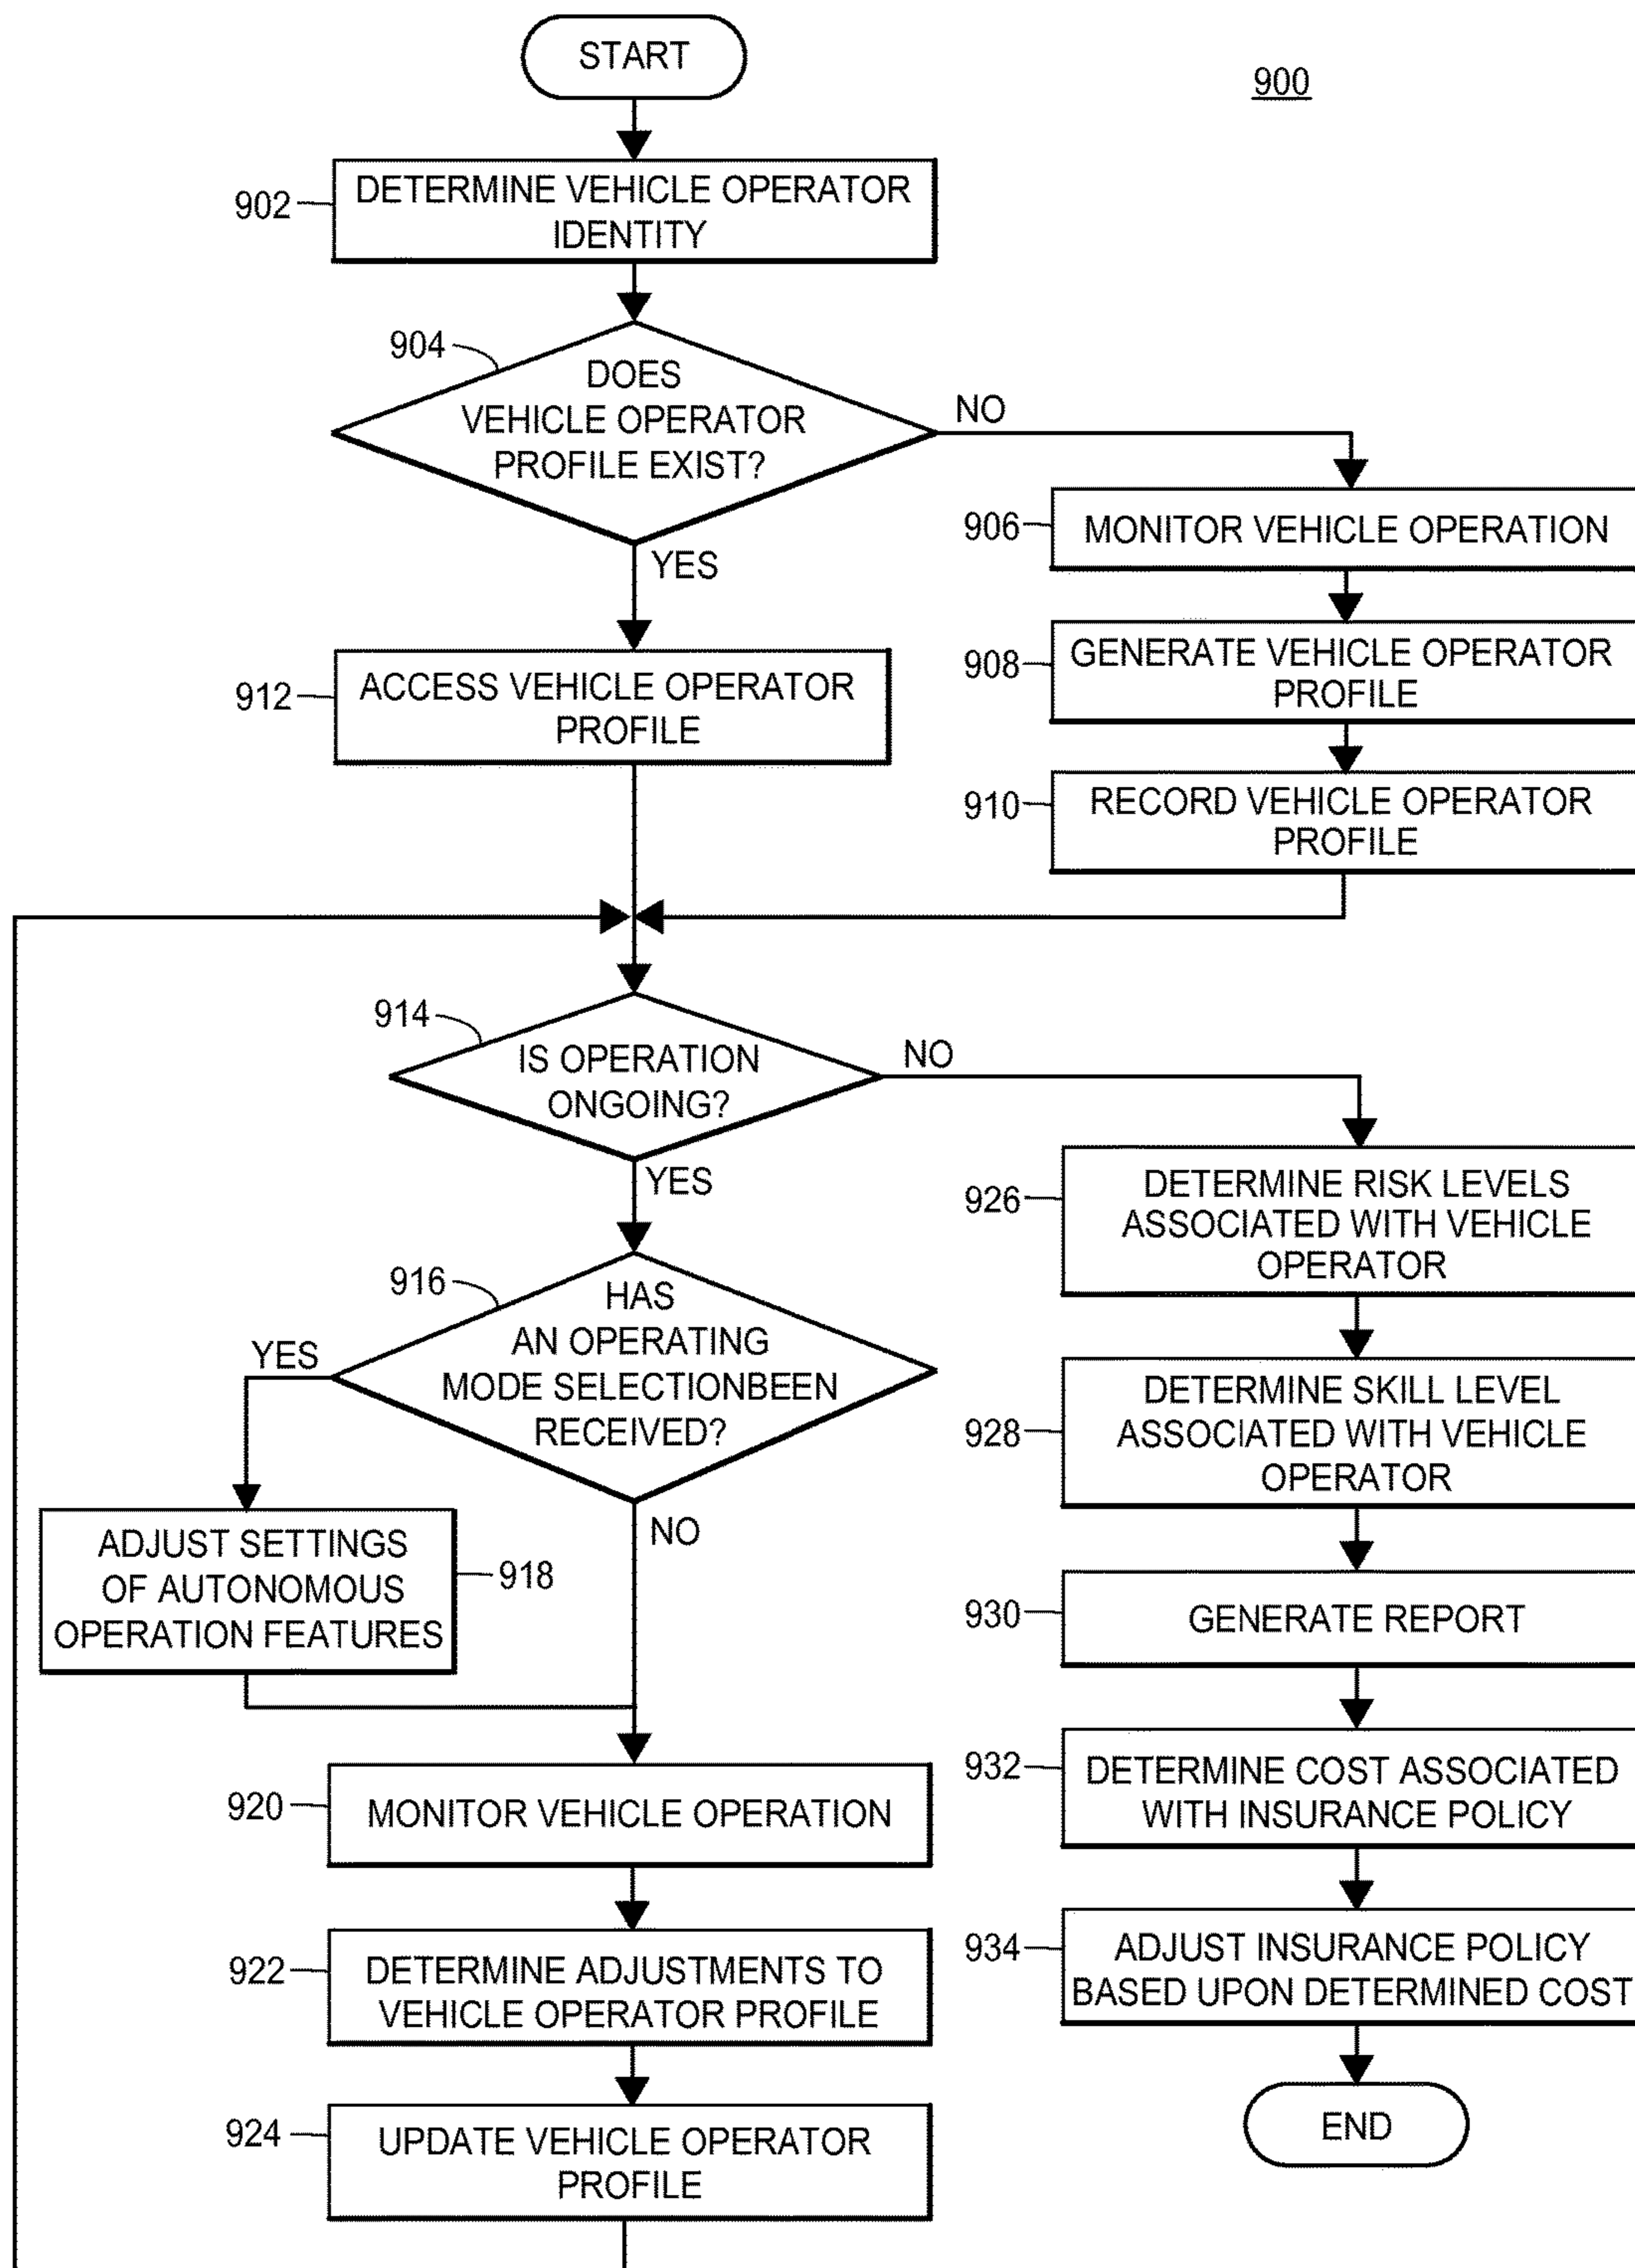 START
900
902
DETERMINE VEHICLE OPERATOR
IDENTITY
904
DOES
VEHICLE OPERATOR
PROFILE EXIST?
NO
YES
906
MONITOR VEHICLE OPERATION
908
GENERATE VEHICLE OPERATOR
PROFILE
910
RECORD VEHICLE OPERATOR
PROFILE
912
ACCESS VEHICLE OPERATOR
PROFILE
914
IS OPERATION
ONGOING?
NO
YES
916
HAS
AN OPERATING
MODE SELECTIONBEEN
RECEIVED?
YES
NO
ADJUST SETTINGS
OF AUTONOMOUS
OPERATION FEATURES
918
920
MONITOR VEHICLE OPERATION
922
DETERMINE ADJUSTMENTS TO
VEHICLE OPERATOR PROFILE
924
UPDATE VEHICLE OPERATOR
PROFILE
926
DETERMINE RISK LEVELS
ASSOCIATED WITH VEHICLE
OPERATOR
928
DETERMINE SKILL LEVEL
ASSOCIATED WITH VEHICLE
OPERATOR
930
GENERATE REPORT
932
DETERMINE COST ASSOCIATED
WITH INSURANCE POLICY
934
ADJUST INSURANCE POLICY
BASED UPON DETERMINED COST
END